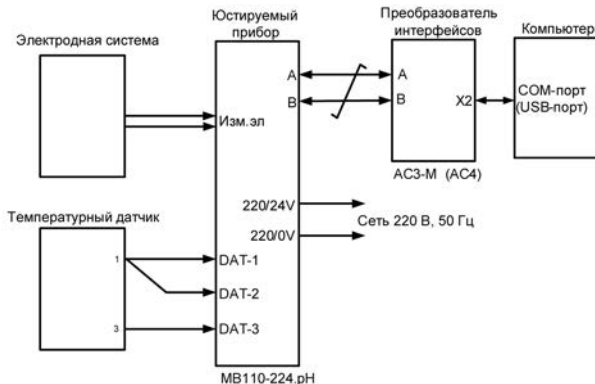 Электродная система
Юстируемый
прибор
Преобразователь
интерфейсов
Компьютер
A
B
A
B
X2
COM-порт
(USB-порт)
Изм.эл
АС3-М (АС4)
220/24V
220/0V
Сеть 220 В, 50 Гц
Температурный датчик
1
3
DAT-1
DAT-2
DAT-3
МВ110-224.рН